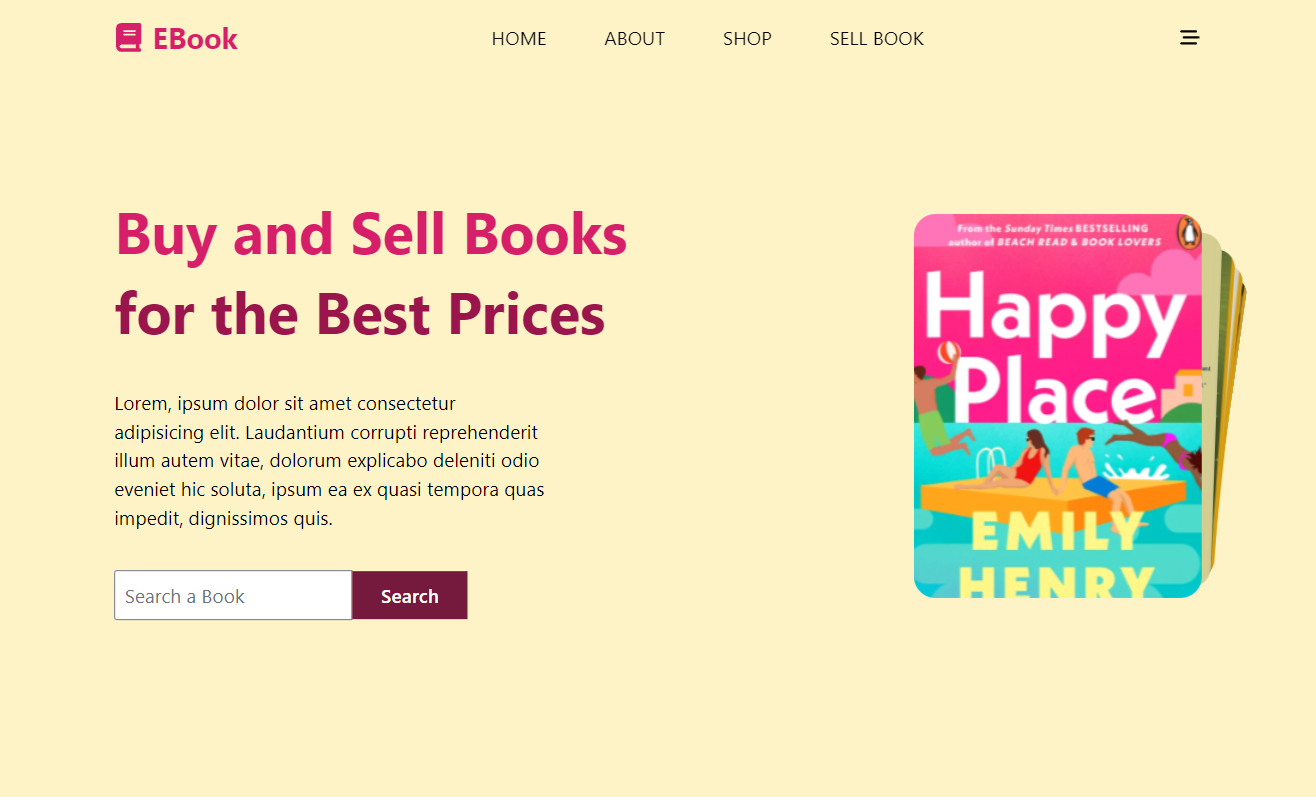 EBook
HOME
ABOUT
SHOP
SELL BOOK
Buy and Sell Books
for the Best Prices
Lorem, ipsum dolor sit amet consectetur
adipisicing elit. Laudantium corrupti reprehenderit
illum autem vitae, dolorum explicabo deleniti odio
eveniet hic soluta, ipsum ea ex quasi tempora quas
impedit, dignissimos quis.
Search a Book
Search
From the Sunday Times BESTSELLING
author of BEACH READ & BOOK LOVERS
Happy
Place
EMILY
HENRY